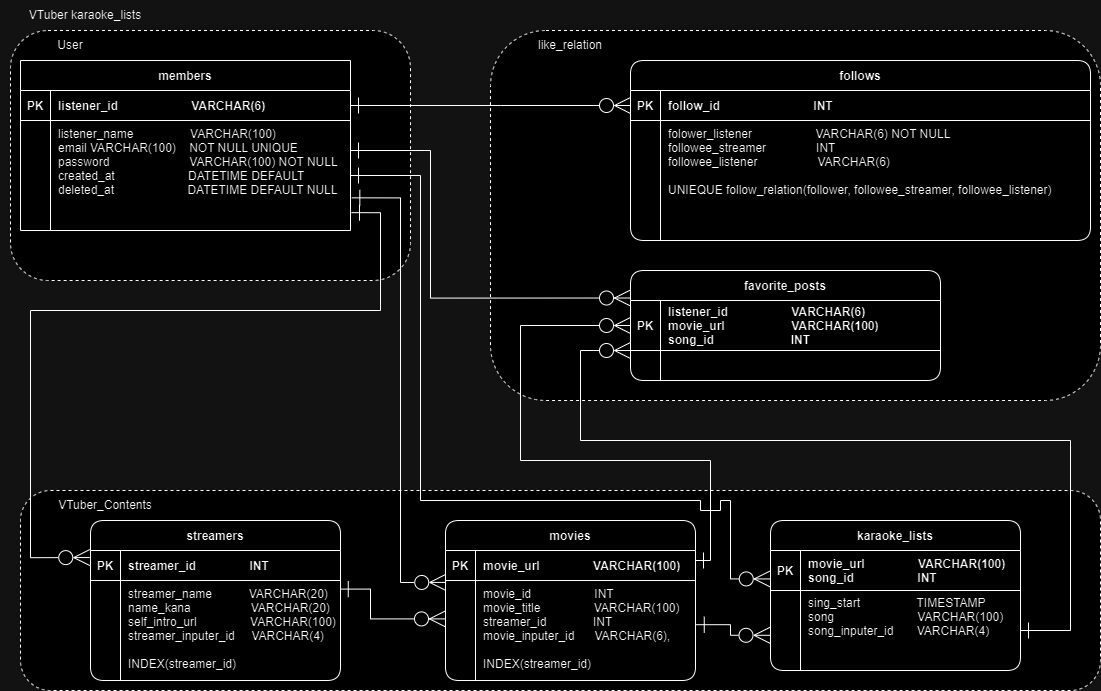 VTuber karaoke_lists
User
members
PK listener_id VARCHAR(6)
listener_name VARCHAR(100)
email VARCHAR(100) NOT NULL UNIQUE
password VARCHAR(100) NOT NULL
created_at DATETIME DEFAULT
deleted_at DATETIME DEFAULT NULL
like_relation
follows
PK follow_id INT
folower_listener VARCHAR(6) NOT NULL
followee_streamer INT
followee_listener VARCHAR(6)
UNIEQUE follow_relation(follower, followee_streamer, followee_listener)
favorite_posts
listener_id VARCHAR(6)
PK movie_url VARCHAR(100)
song_id INT
VTuber_Contents
streamers
PK streamer_id INT
streamer_name VARCHAR(20)
name_kana VARCHAR(20)
self_intro_url VARCHAR(100)
streamer_inputer_id VARCHAR(4)
INDEX(streamer_id)
movies
PK movie_url VARCHAR(100)
movie_id INT
movie_title VARCHAR(100)
streamer_id INT
movie_inputer_id VARCHAR(6),
INDEX(streamer_id)
karaoke_lists
PK movie_url VARCHAR(100)
song_id INT
sing_start TIMESTAMP
song VARCHAR(100)
song_inputer_id VARCHAR(4)